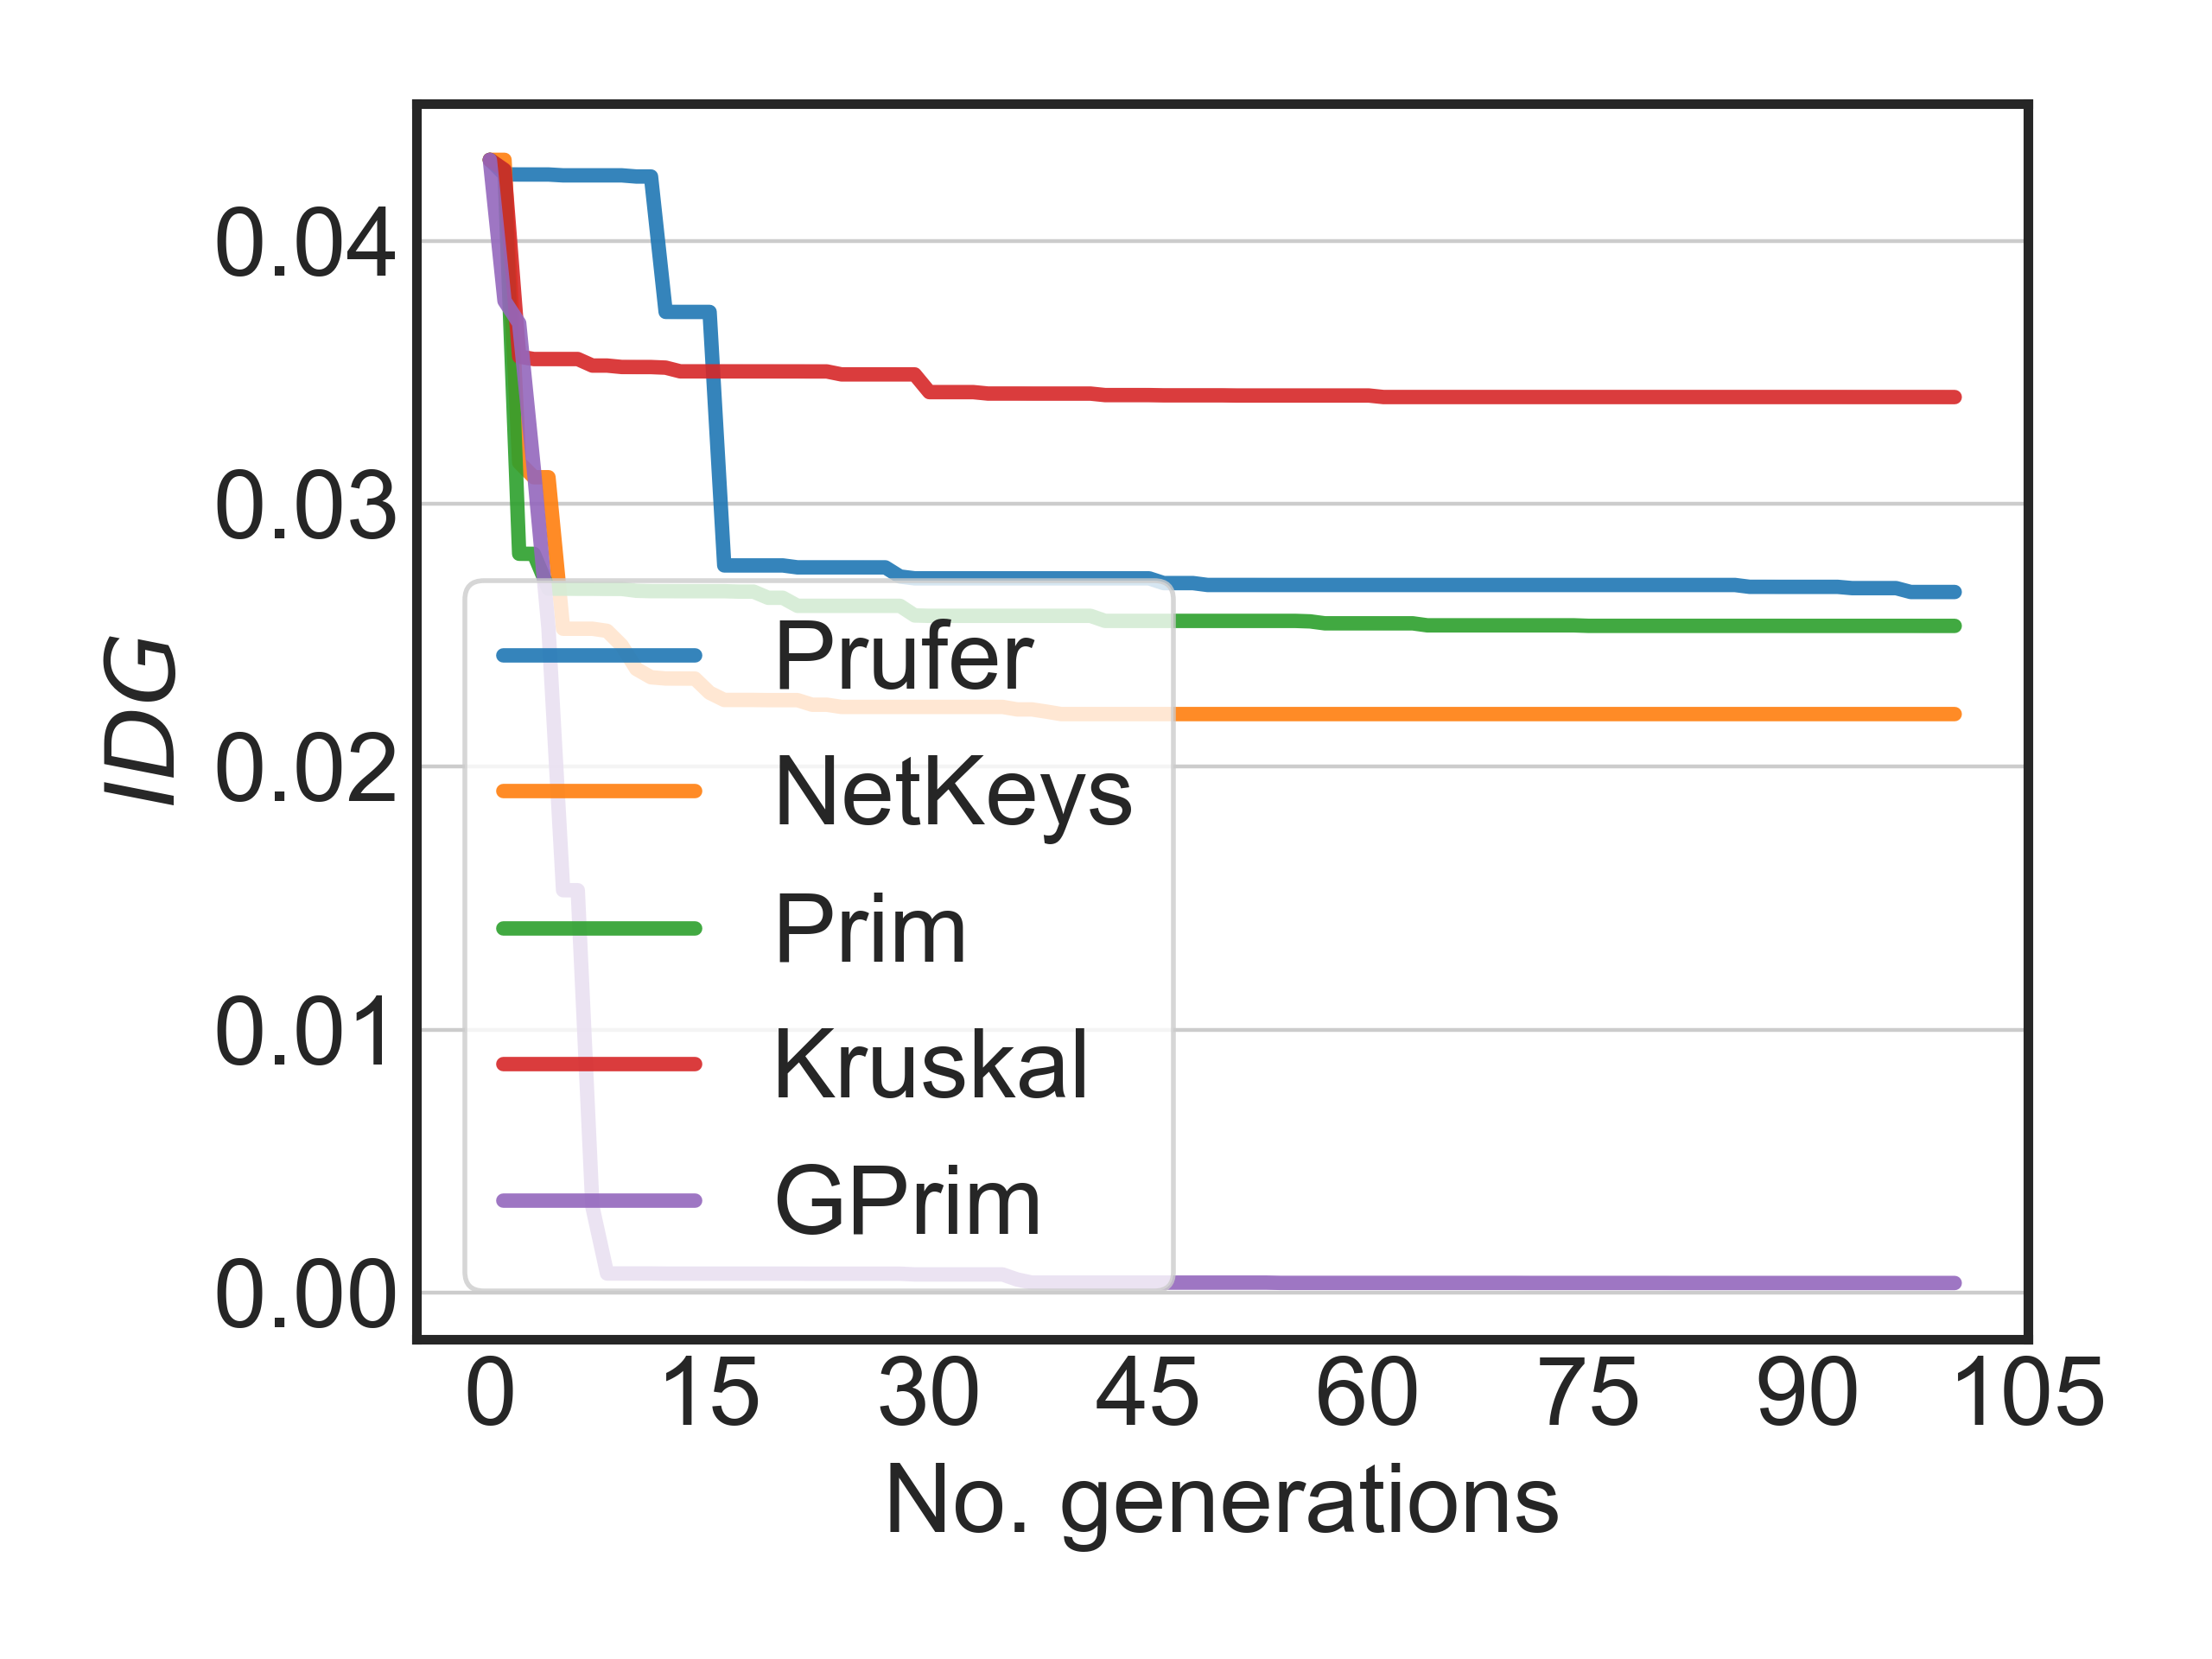 0.04
0.03
0.02
0.01
0.00
IDG
Prufer
NetKeys
Prim
Kruskal
GPrim
0 15 30 45 60 75 90 105
No. generations